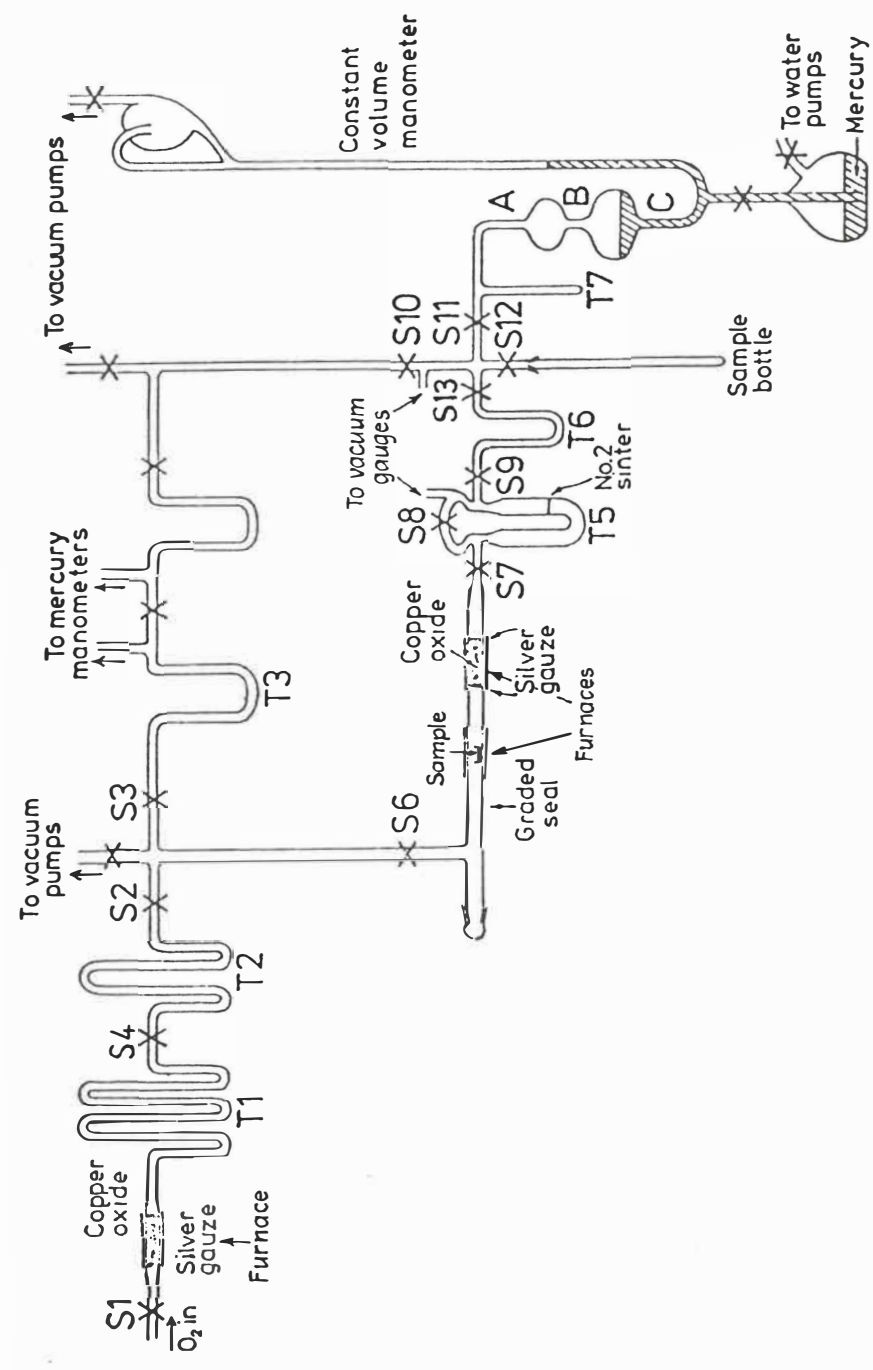 S1
O₂ in
Copper
oxide
Silver
gauze
Furnace
T1
S4
T2
S2
To vacuum
pumps
S3
T3
To mercury
manometers
To vacuum pumps
S6
Graded
seal
Sample
Furnaces
Copper
oxide
Silver
gauze
S7
S8
To vacuum
gauges
T5
No.2
sinter
S9
T6
S13
S10
S11
S12
Sample
bottle
T7
A
B
C
Constant
volume
manometer
To water
pumps
Mercury